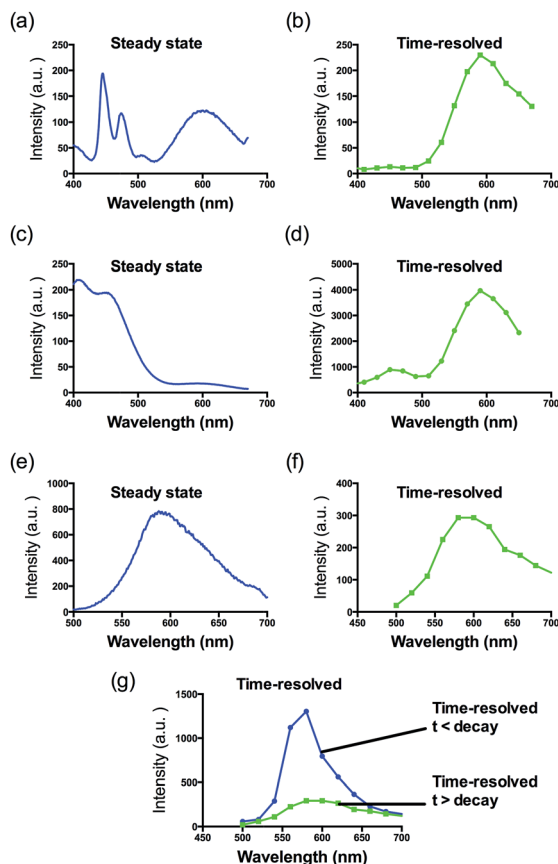 (a)
Steady state
Intensity (a.u. )
250
200
150
100
50
0
400 500 600 700
Wavelength (nm)
(b)
Time-resolved
Intensity (a.u. )
250
200
150
100
50
0
400 500 600 700
Wavelength (nm)
(c)
Steady state
Intensity (a.u. )
250
200
150
100
50
0
400 500 600 700
Wavelength (nm)
(d)
Time-resolved
Intensity (a.u. )
5000
4000
3000
2000
1000
0
400 500 600 700
Wavelength (nm)
(e)
Steady state
Intensity (a.u. )
1000
800
600
400
200
0
500 550 600 650 700
Wavelength (nm)
(f)
Time-resolved
Intensity (a.u. )
400
300
200
100
0
450 500 550 600 650 700
Wavelength (nm)
(g)
Time-resolved
Intensity (a.u. )
1500
1000
500
0
450 500 550 600 650 700
Wavelength (nm)
Time-resolved
t < decay
Time-resolved
t > decay